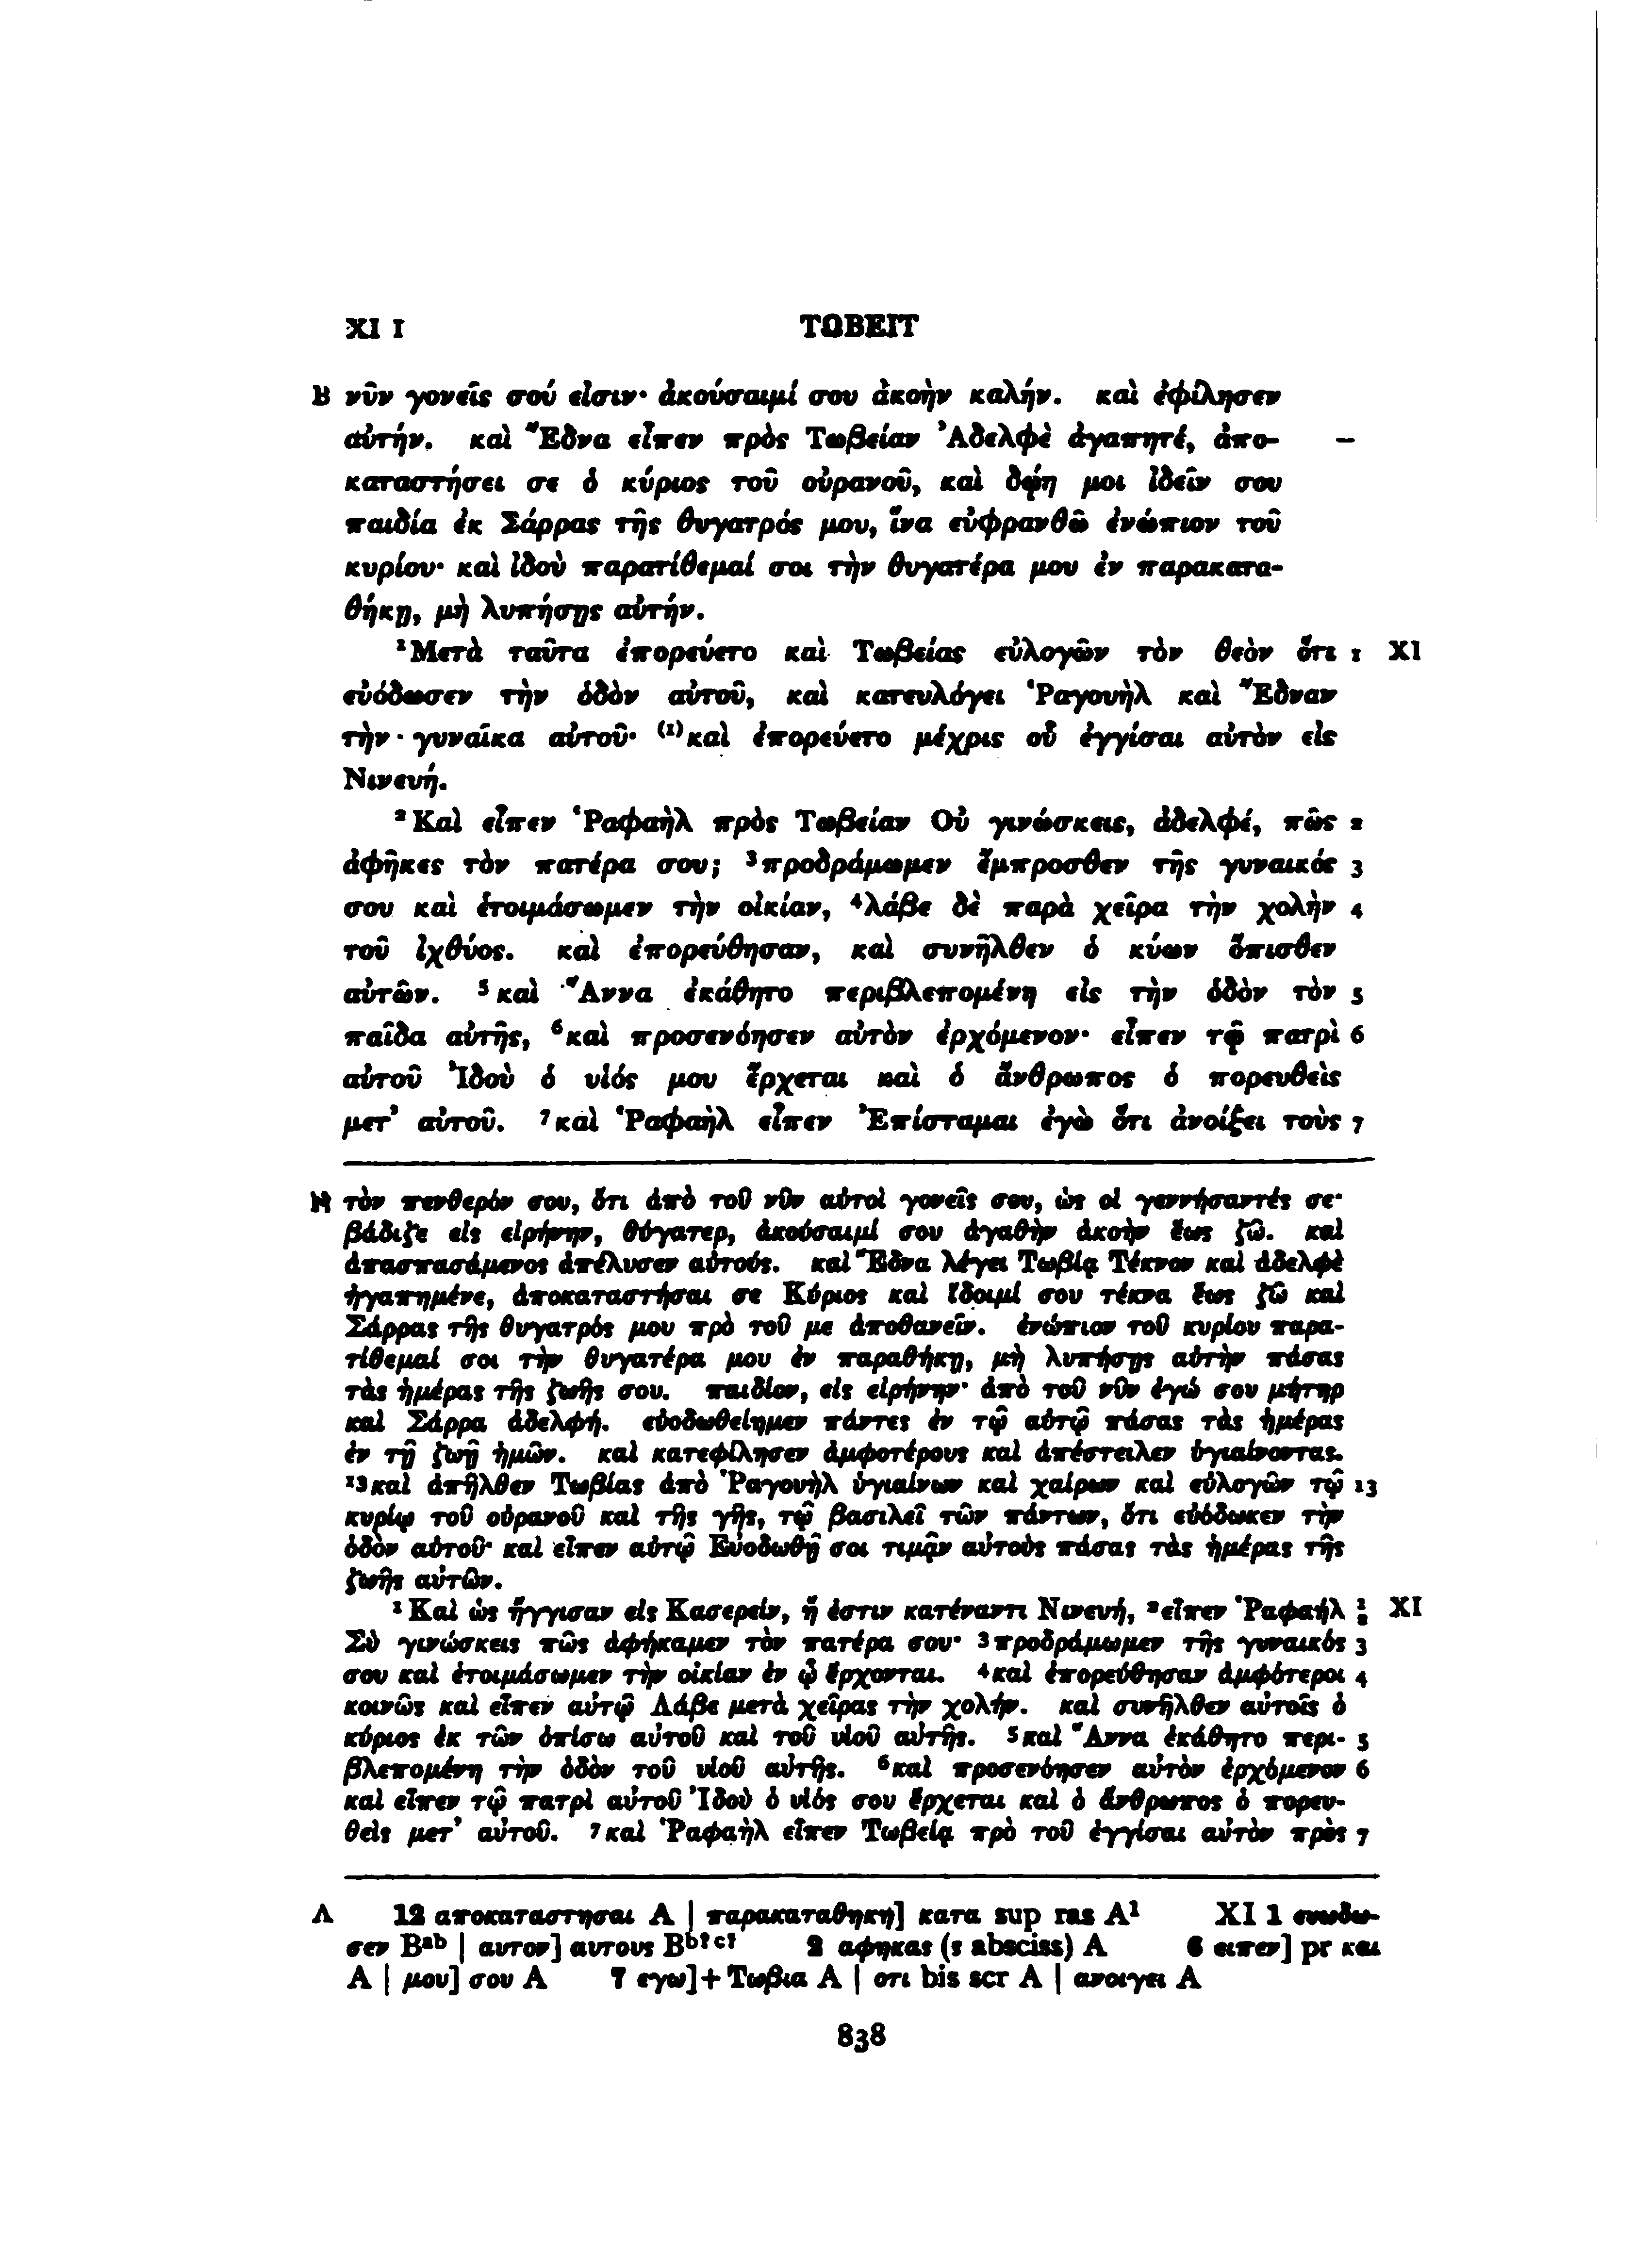 XI 1 ΤΩΒΕΙΤ
B νῦν γονεῖς σού εἰσιν· ἀκούσαιμί σου ἀκοὴν καλήν. καὶ ἐφίλησεν
αὐτήν. καὶ Ἔδνα εἶπεν πρὸς Τωβείαν Ἀδελφὲ ἀγαπητέ, ἀπο-
καταστήσει σε ὁ κύριος τοῦ οὐρανοῦ, καὶ δῴη μοι ἰδεῖν σου
παιδία ἐκ Σάρρας τῆς θυγατρός μου, ἵνα εὐφρανθῶ ἐνώπιον τοῦ
κυρίου· καὶ ἰδοὺ παρατίθεμαί σοι τὴν θυγατέρα μου ἐν παρακατα-
θήκῃ, μὴ λυπήσῃς αὐτήν.
¹Μετὰ ταῦτα ἐπορεύετο καὶ Τωβείας εὐλογῶν τὸν θεὸν ὅτι 1 XI
εὐόδωσεν τὴν ὁδὸν αὐτοῦ, καὶ κατευλόγει Ῥαγουὴλ καὶ Ἔδναν
τὴν γυναῖκα αὐτοῦ· ⁽¹⁾καὶ ἐπορεύετο μέχρις οὗ ἐγγίσαι αὐτὸν εἰς
Νινευή.
²Καὶ εἶπεν Ῥαφαὴλ πρὸς Τωβείαν Οὐ γινώσκεις, ἀδελφέ, πῶς 2
ἀφῆκες τὸν πατέρα σου; ³προδράμωμεν ἔμπροσθεν τῆς γυναικός 3
σου καὶ ἑτοιμάσωμεν τὴν οἰκίαν, ⁴λάβε δὲ παρὰ χεῖρα τὴν χολὴν 4
τοῦ ἰχθύος. καὶ ἐπορεύθησαν, καὶ συνῆλθεν ὁ κύων ὄπισθεν
αὐτῶν. ⁵καὶ Ἄννα ἐκάθητο περιβλεπομένη εἰς τὴν ὁδὸν τὸν 5
παῖδα αὐτῆς, ⁶καὶ προσενόησεν αὐτὸν ἐρχόμενον· εἶπεν τῷ πατρὶ 6
αὐτοῦ Ἰδοὺ ὁ υἱός μου ἔρχεται καὶ ὁ ἄνθρωπος ὁ πορευθεὶς
μετ' αὐτοῦ. ⁷καὶ Ῥαφαὴλ εἶπεν Ἐπίσταμαι ἐγὼ ὅτι ἀνοίξει τοὺς 7
א τὸν πενθερόν σου, ὅτι ἀπὸ τοῦ νῦν αὐτοὶ γονεῖς σου, ὡς οἱ γεννήσαντές σε·
βάδιζε εἰς εἰρήνην, θύγατερ, ἀκούσαιμί σου ἀγαθὴν ἀκοὴν ἕως ζῶ. καὶ
ἀπασπασάμενος ἀπέλυσεν αὐτούς. καὶ Ἔδνα λέγει Τωβίᾳ Τέκνον καὶ ἀδελφὲ
ἠγαπημένε, ἀποκαταστήσαι σε Κύριος καὶ ἴδοιμί σου τέκνα ἕως ζῶ καὶ
Σάρρας τῆς θυγατρός μου πρὸ τοῦ με ἀποθανεῖν. ἐνώπιον τοῦ κυρίου παρα-
τίθεμαί σοι τὴν θυγατέρα μου ἐν παραθήκῃ, μὴ λυπήσῃς αὐτὴν πάσας
τὰς ἡμέρας τῆς ζωῆς σου. παιδίον, εἰς εἰρήνην· ἀπὸ τοῦ νῦν ἐγώ σου μήτηρ
καὶ Σάρρα ἀδελφή. εὐοδωθείημεν πάντες ἐν τῷ αὐτῷ πάσας τὰς ἡμέρας
ἐν τῇ ζωῇ ἡμῶν. καὶ κατεφίλησεν ἀμφοτέρους καὶ ἀπέστειλεν ὑγιαίνοντας.
¹³καὶ ἀπῆλθεν Τωβίας ἀπὸ Ῥαγουὴλ ὑγιαίνων καὶ χαίρων καὶ εὐλογῶν τῷ 13
κυρίῳ τοῦ οὐρανοῦ καὶ τῆς γῆς, τῷ βασιλεῖ τῶν πάντων, ὅτι εὐόδωκεν τὴν
ὁδὸν αὐτοῦ· καὶ εἶπεν αὐτῷ Εὐοδώθη σοι τιμᾷν αὐτοὺς πάσας τὰς ἡμέρας τῆς
ζωῆς αὐτῶν.
¹Καὶ ὡς ἤγγισαν εἰς Κασερείν, ἥ ἐστιν κατέναντι Νινευή, ²εἶπεν Ῥαφαήλ 1 2 XI
Σὺ γινώσκεις πῶς ἀφήκαμεν τὸν πατέρα σου· ³προδράμωμεν τῆς γυναικός 3
σου καὶ ἑτοιμάσωμεν τὴν οἰκίαν ἐν ᾧ ἔρχονται. ⁴καὶ ἐπορεύθησαν ἀμφότεροι 4
κοινῶς καὶ εἶπεν αὐτῷ Λάβε μετὰ χεῖρας τὴν χολήν. καὶ συνῆλθεν αὐτοῖς ὁ
κύριος ἐκ τῶν ὀπίσω αὐτοῦ καὶ τοῦ υἱοῦ αὐτῆς. ⁵καὶ Ἄννα ἐκάθητο περι- 5
βλεπομένη τὴν ὁδὸν τοῦ υἱοῦ αὐτῆς. ⁶καὶ προσενόησεν αὐτὸν ἐρχόμενον 6
καὶ εἶπεν τῷ πατρὶ αὐτοῦ Ἰδοὺ ὁ υἱός σου ἔρχεται καὶ ὁ ἄνθρωπος ὁ πορευ-
θεὶς μετ' αὐτοῦ. ⁷καὶ Ῥαφαὴλ εἶπεν Τωβείᾳ πρὸ τοῦ ἐγγίσαι αὐτὸν πρὸς 7
A 12 αποκαταστησαι A | παρακαταθηκη] κατα sup ras A¹ XI 1 ευωδω-
σεν Bᵃᵇ | αυτον] αυτους Bᵇ?ᶜ? 2 αφηκας (s absciss) A 6 ειπεν] pr και
A | μου] σου A 7 εγω]+Τωβια A | οτι bis scr A | ανοιγει A
838